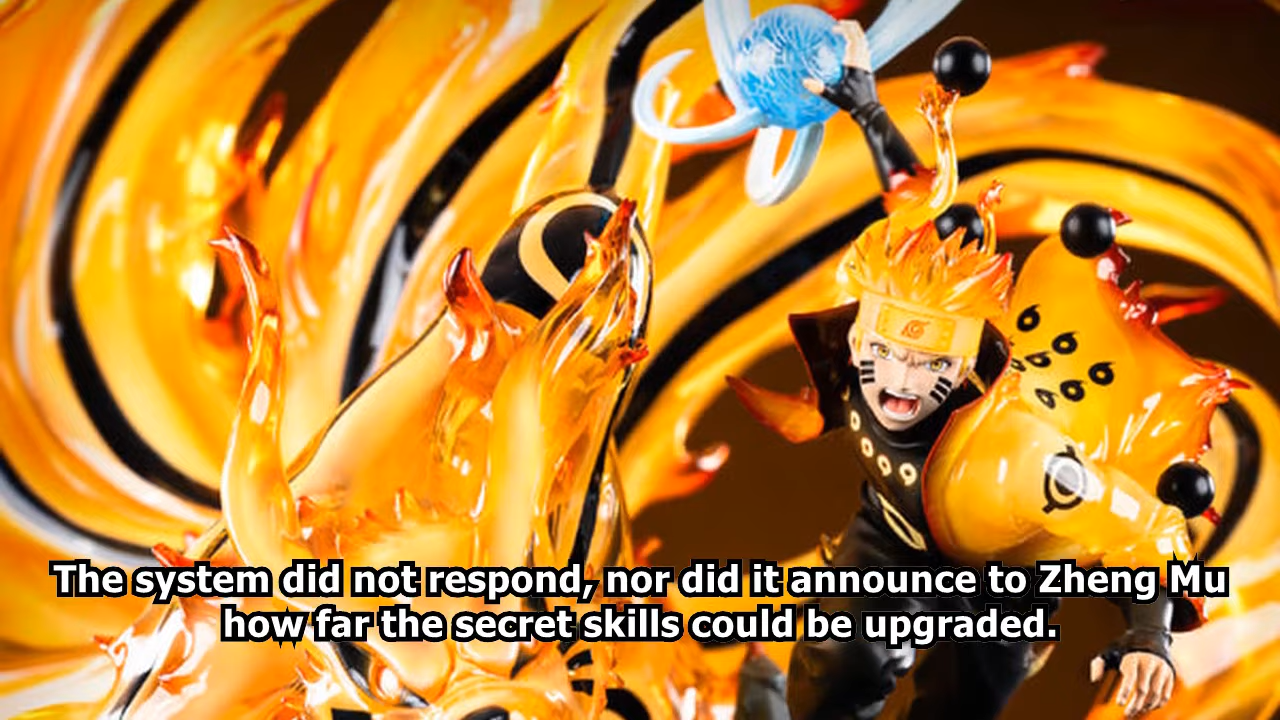 The system did not respond, nor did it announce to Zheng Mu
how far the secret skills could be upgraded.